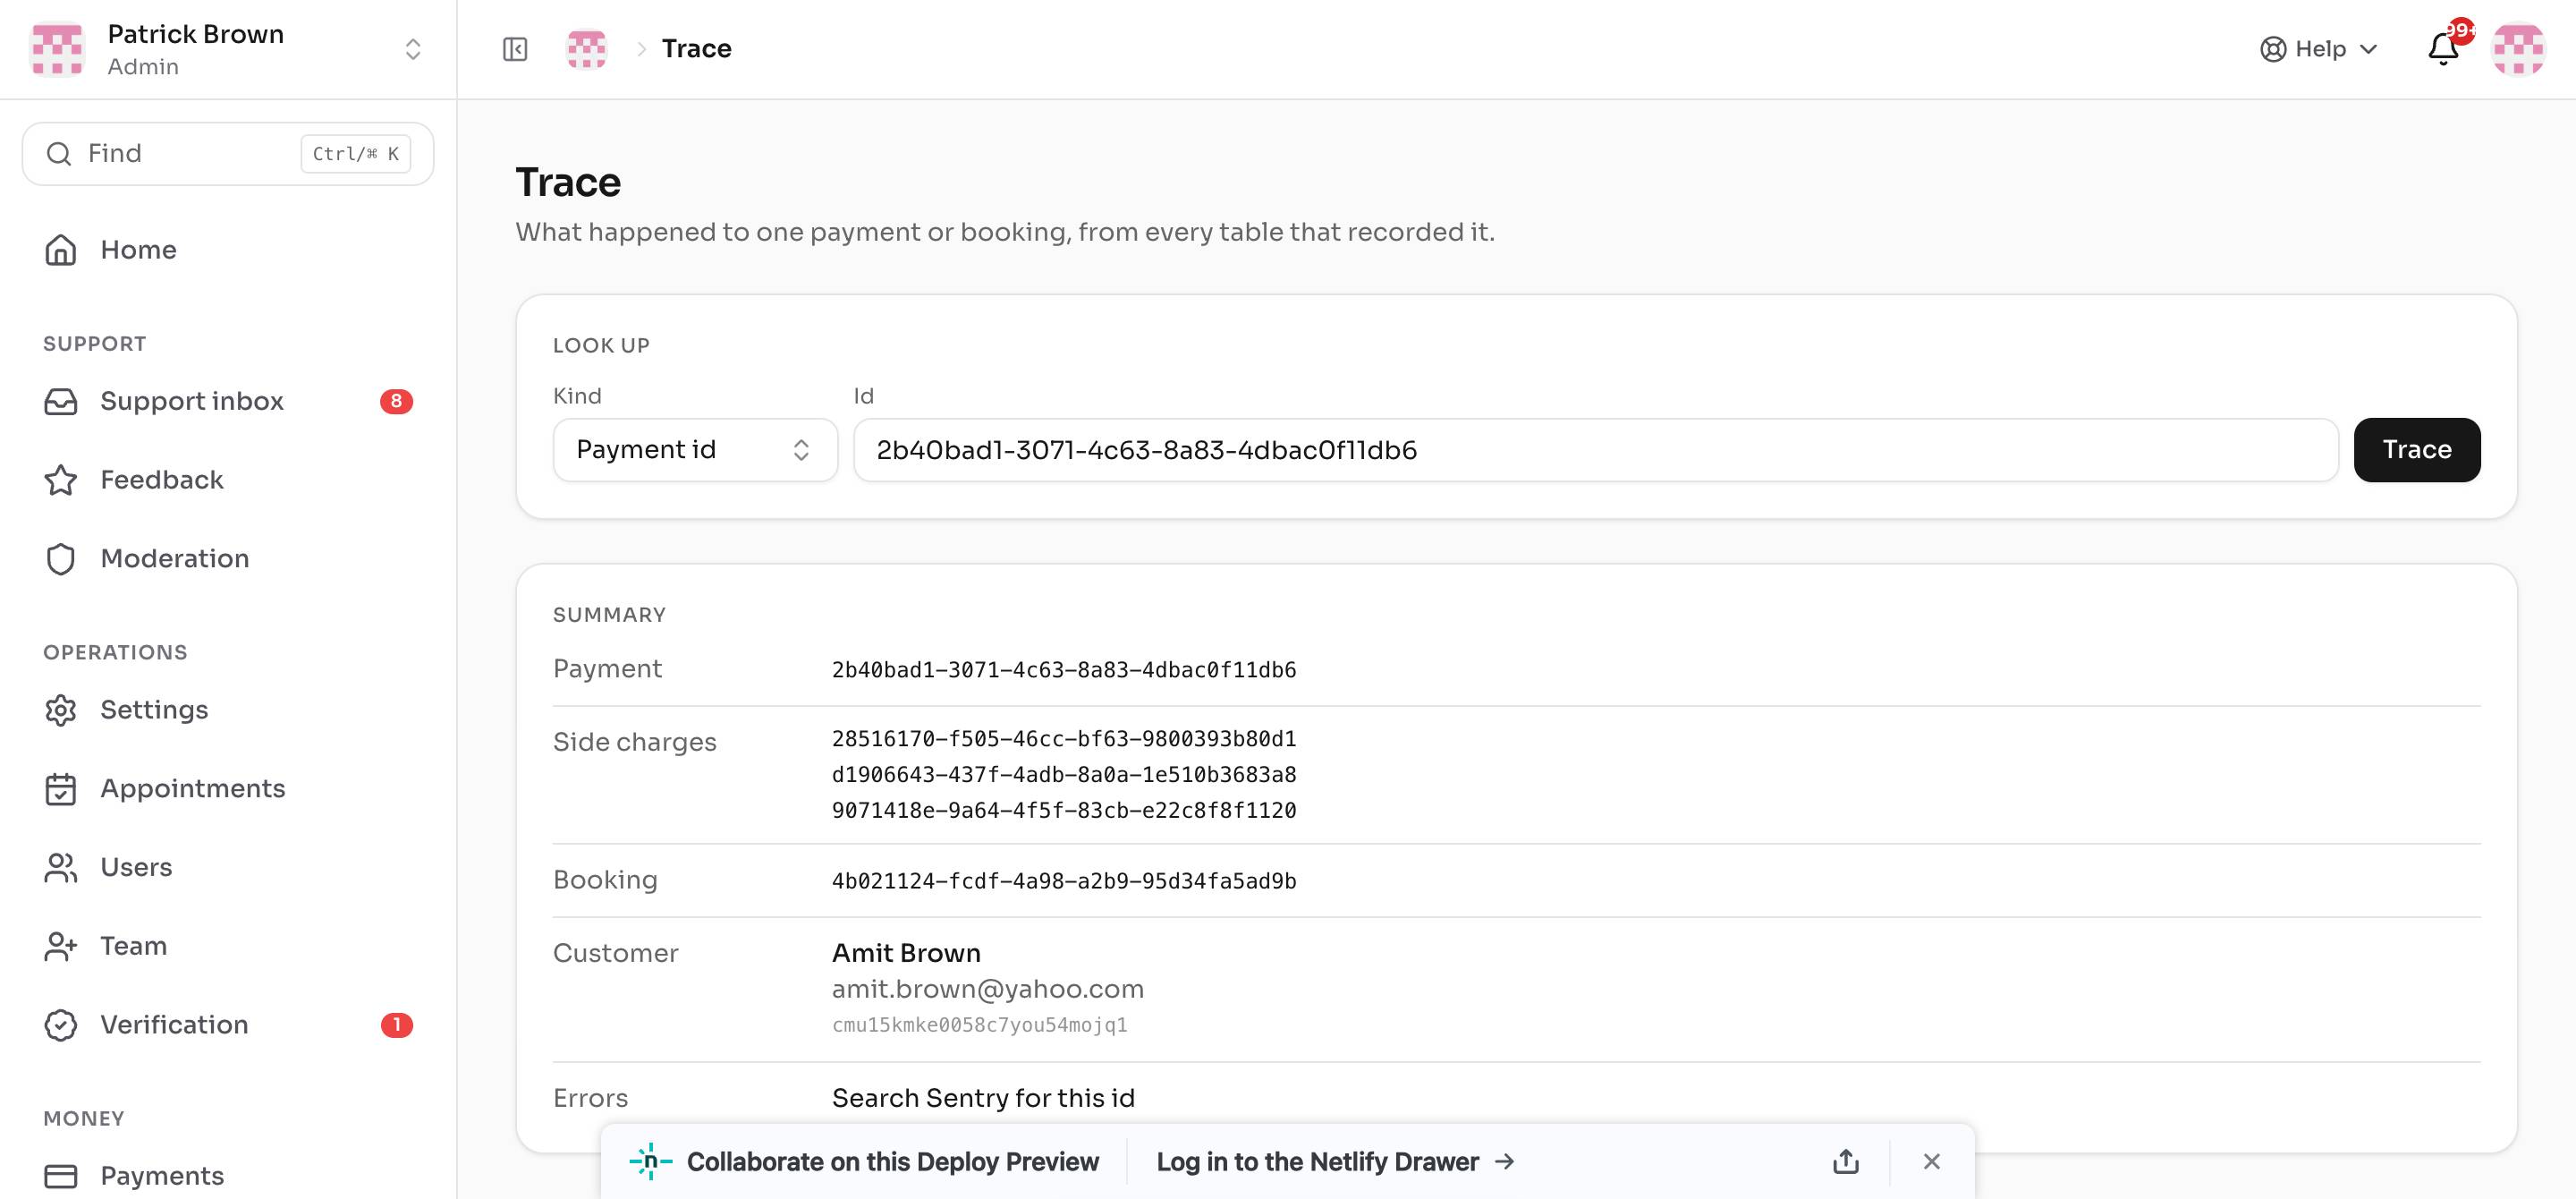 Patrick Brown
Admin
Find
Ctrl/⌘ K
Home
SUPPORT
Support inbox 8
Feedback
Moderation
OPERATIONS
Settings
Appointments
Users
Team
Verification 1
MONEY
Payments
Trace
Help
99+
Trace
What happened to one payment or booking, from every table that recorded it.
LOOK UP
Kind
Id
Payment id
2b40bad1-3071-4c63-8a83-4dbac0f11db6
Trace
SUMMARY
Payment 2b40bad1-3071-4c63-8a83-4dbac0f11db6
Side charges 28516170-f505-46cc-bf63-9800393b80d1
d1906643-437f-4adb-8a0a-1e510b3683a8
9071418e-9a64-4f5f-83cb-e22c8f8f1120
Booking 4b021124-fcdf-4a98-a2b9-95d34fa5ad9b
Customer Amit Brown
amit.brown@yahoo.com
cmu15kmke0058c7you54mojq1
Errors Search Sentry for this id
n Collaborate on this Deploy Preview
Log in to the Netlify Drawer →